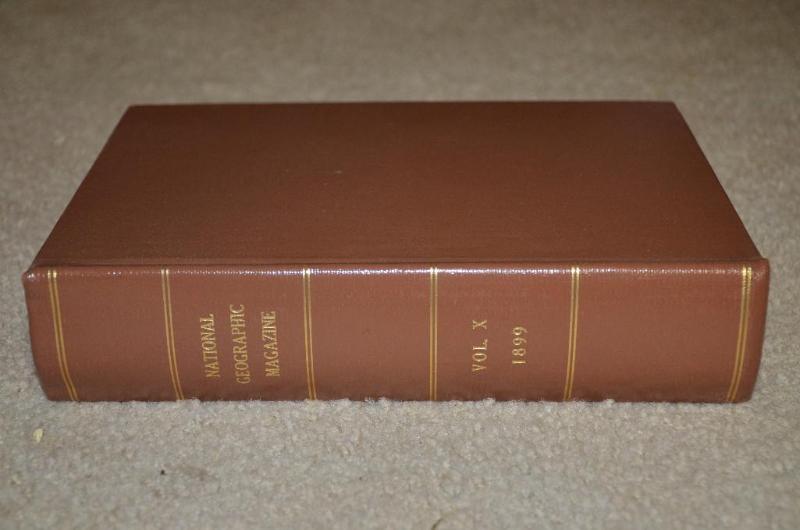 NATIONAL
GEOGRAPHIC
MAGAZINE
VOL. X
1899